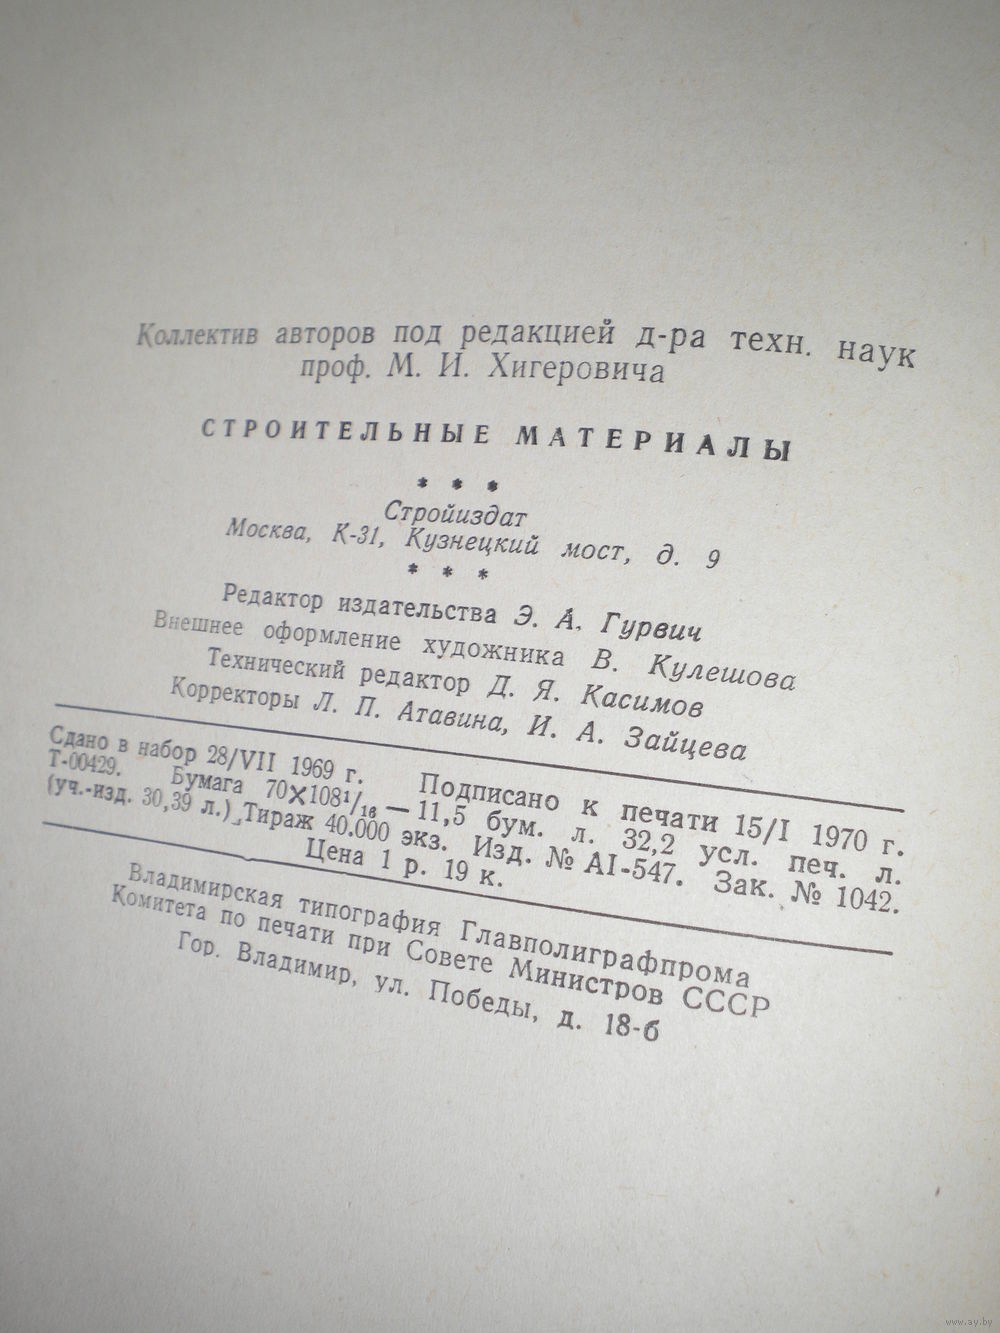 Коллектив авторов под редакцией д-ра техн. наук
проф. М. И. Хигеровича
СТРОИТЕЛЬНЫЕ МАТЕРИАЛЫ
* * *
Стройиздат
Москва, К-31, Кузнецкий мост, д. 9
* * *
Редактор издательства Э. А. Гурвич
Внешнее оформление художника В. Кулешова
Технический редактор Д. Я. Касимов
Корректоры Л. П. Атавина, И. А. Зайцева
Сдано в набор 28/VII 1969 г. Подписано к печати 15/I 1970 г.
Т-00429. Бумага 70×108¹/₁₆ — 11,5 бум. л. 32,2 усл. печ. л.
(уч.-изд. 30,39 л.) Тираж 40.000 экз. Изд. № AI-547. Зак. № 1042.
Цена 1 р. 19 к.
Владимирская типография Главполиграфпрома
Комитета по печати при Совете Министров СССР
Гор. Владимир, ул. Победы, д. 18-б
www.ay.by